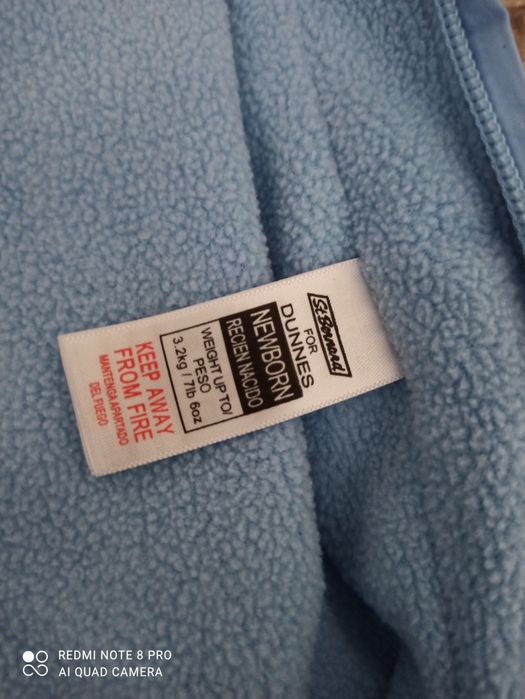 St.Bernard
FOR
DUNNES
NEWBORN
RECIEN NACIDO
WEIGHT UP TO/
PESO
3.2kg / 7lb 6oz
KEEP AWAY
FROM FIRE
MANTENGA APARTADO
DEL FUEGO
REDMI NOTE 8 PRO
AI QUAD CAMERA